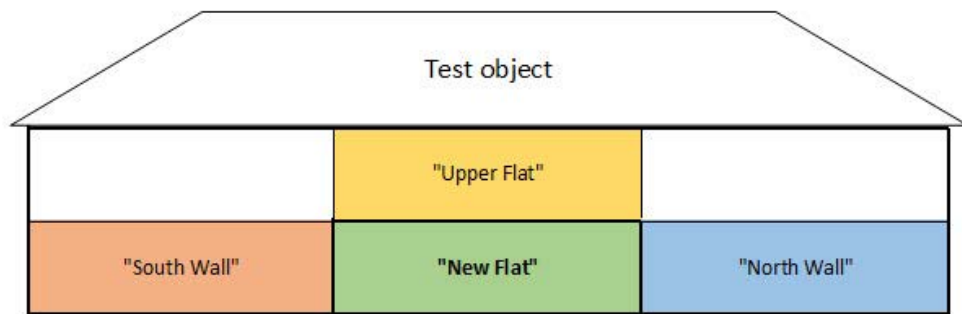 Test object
"Upper Flat"
"South Wall"
"New Flat"
"North Wall"